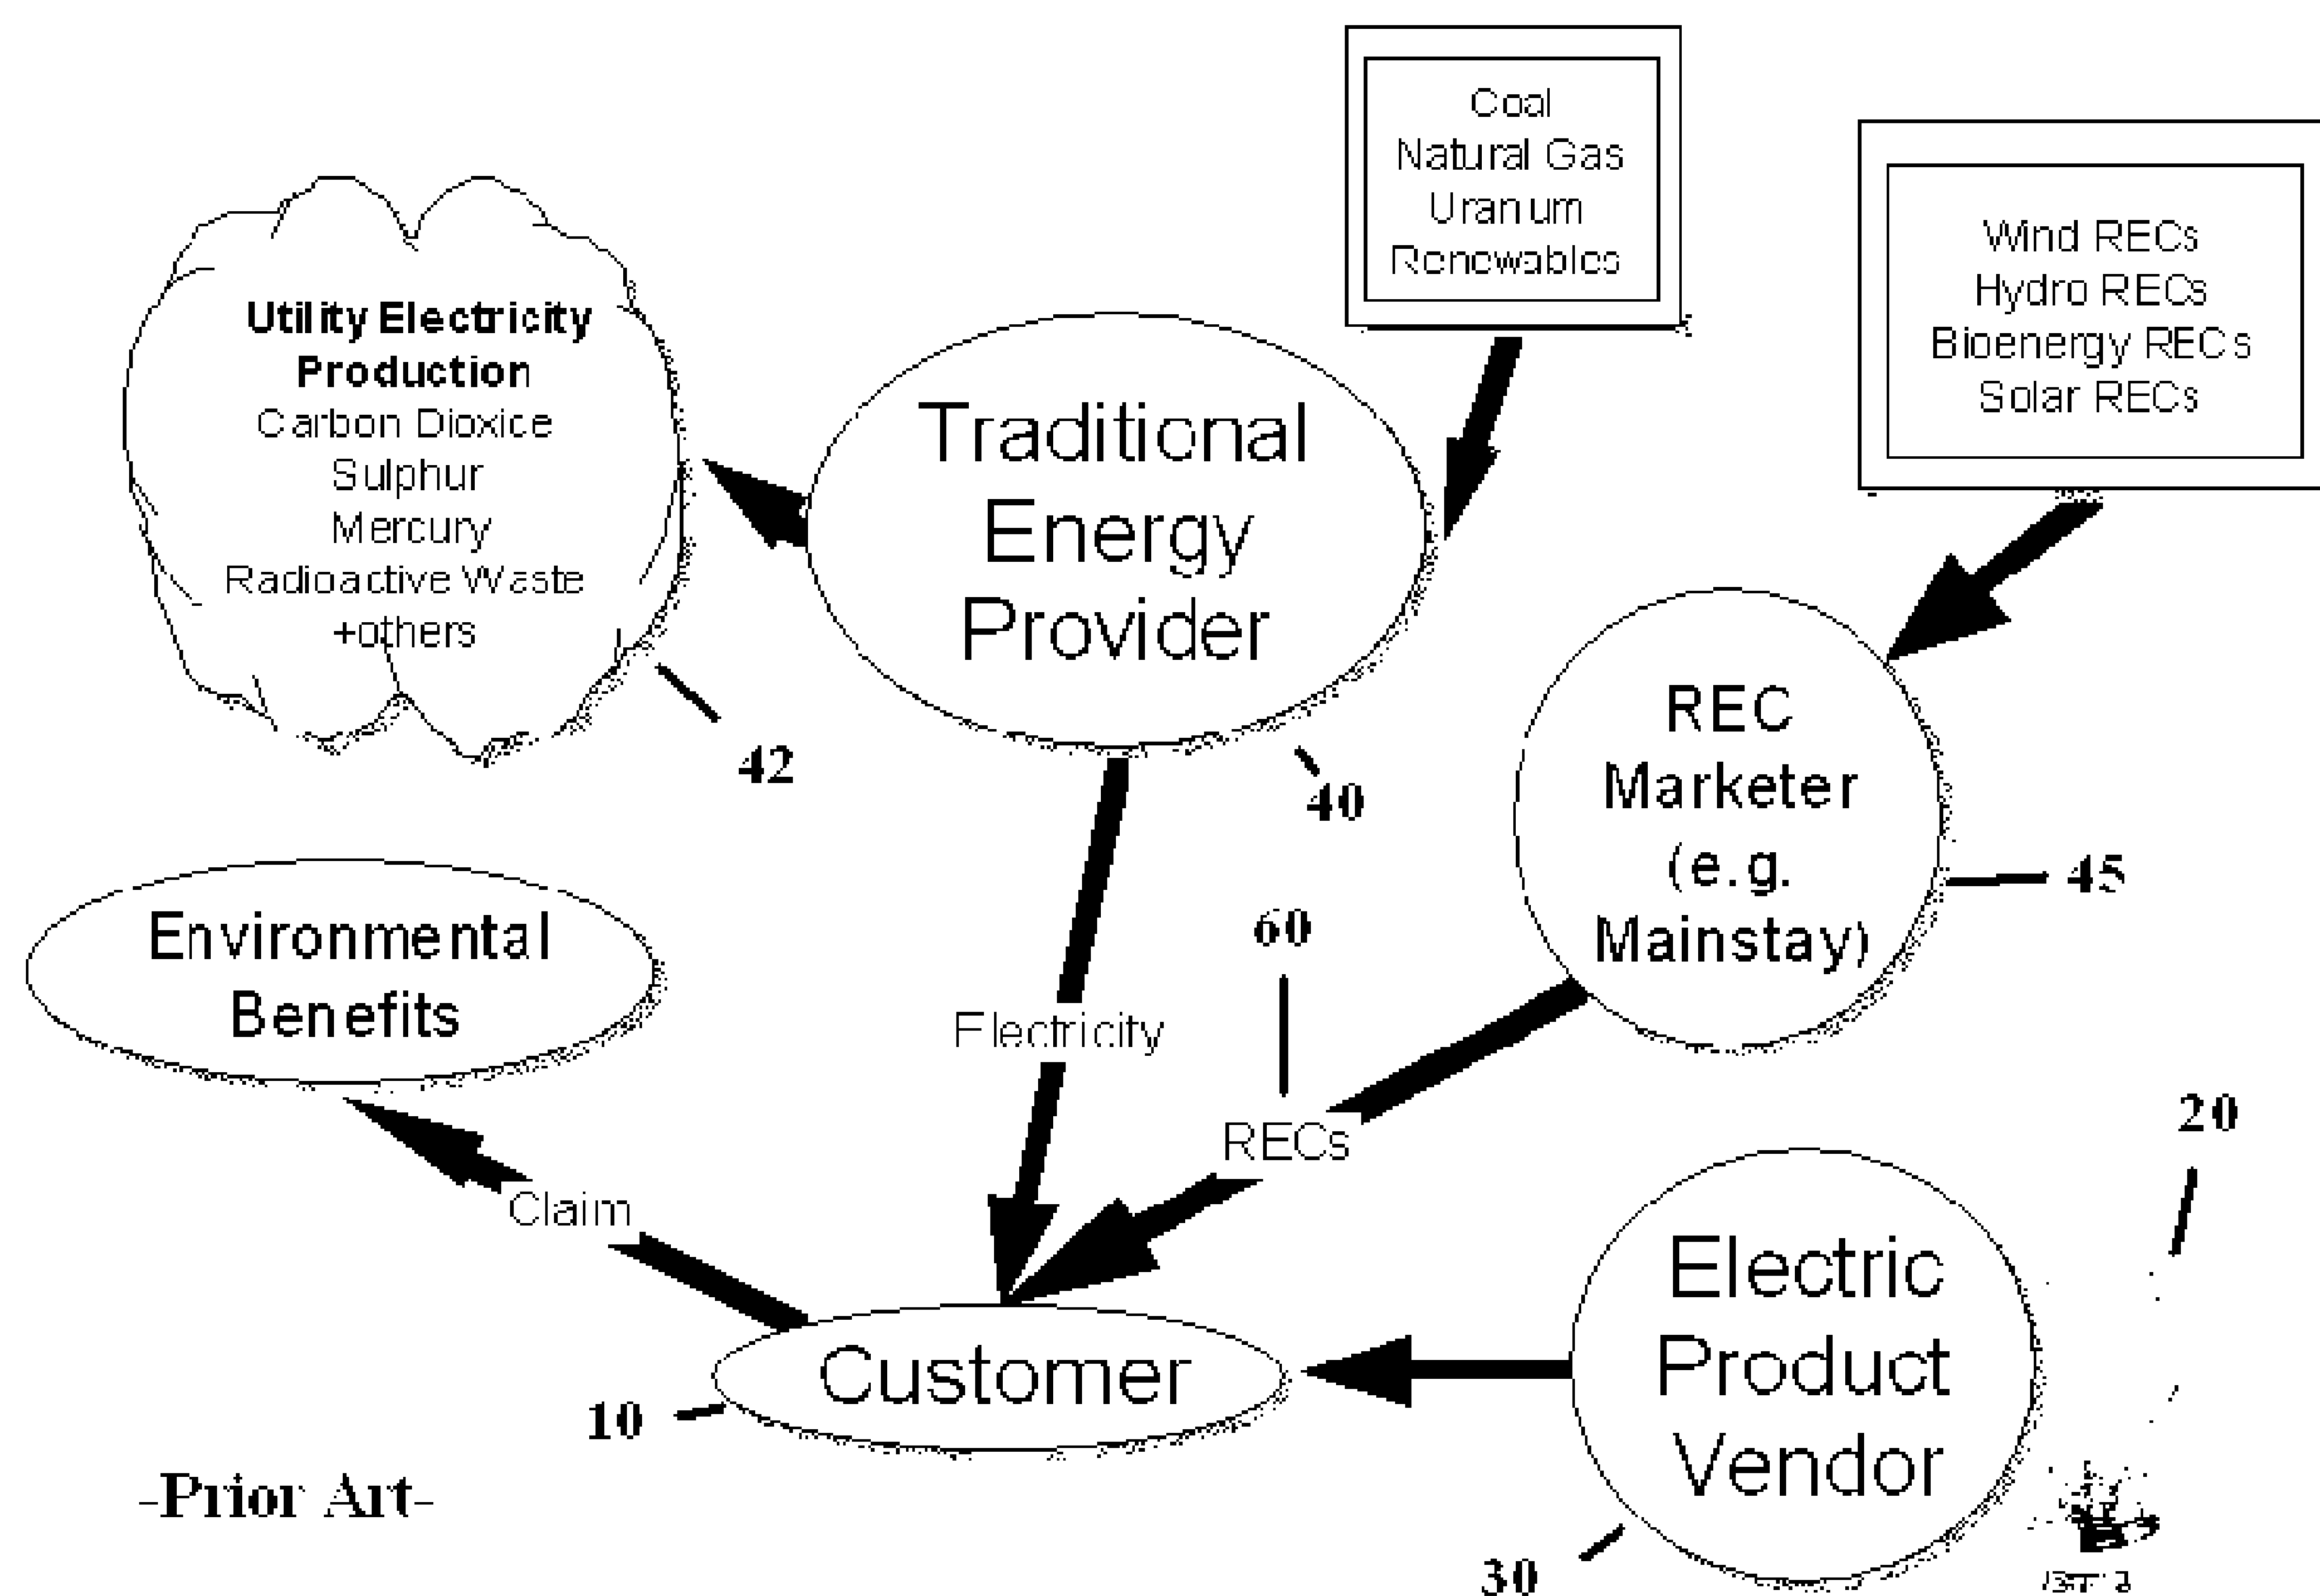 Coal
Natural Gas
Uranium
Renewables
Wind RECs
Hydro RECs
Bioenergy RECs
Solar RECs
Utility Electricity
Production
Carbon Dioxice
Sulphur
Mercury
Radioactive Waste
+others
42
Traditional
Energy
Provider
40
REC
Marketer
(e.g.
Mainstay)
45
60
Environmental
Benefits
Electricity
RECs
Claim
20
Customer
10
Electric
Product
Vendor
30
-Prior Art-